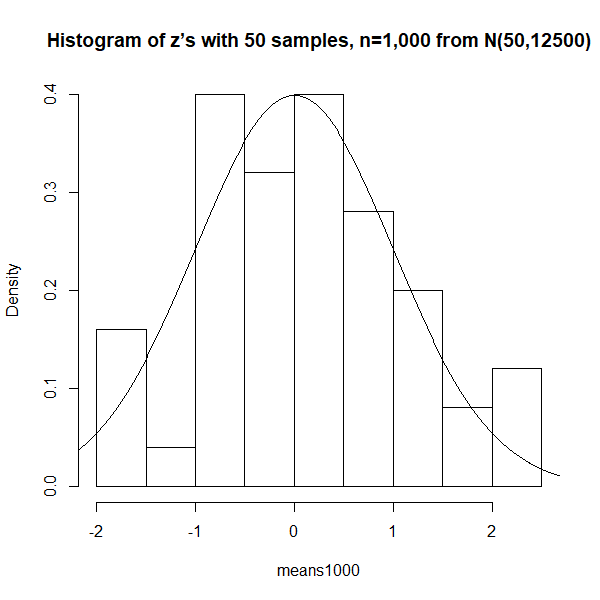 Histogram of z’s with 50 samples, n=1,000 from N(50,12500)
0.4
0.3
0.2
0.1
0.0
Density
-2 -1 0 1 2
means1000